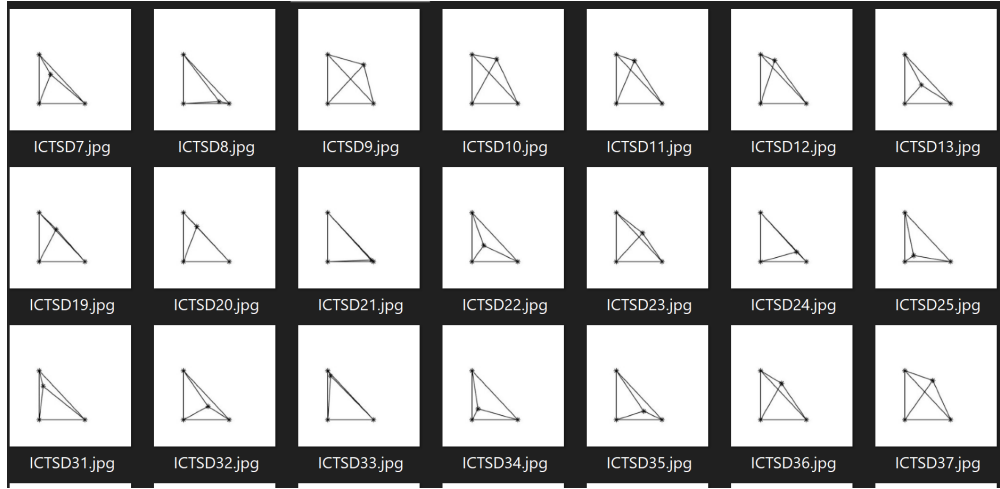 ICTSD7.jpg ICTSD8.jpg ICTSD9.jpg ICTSD10.jpg ICTSD11.jpg ICTSD12.jpg ICTSD13.jpg
ICTSD19.jpg ICTSD20.jpg ICTSD21.jpg ICTSD22.jpg ICTSD23.jpg ICTSD24.jpg ICTSD25.jpg
ICTSD31.jpg ICTSD32.jpg ICTSD33.jpg ICTSD34.jpg ICTSD35.jpg ICTSD36.jpg ICTSD37.jpg